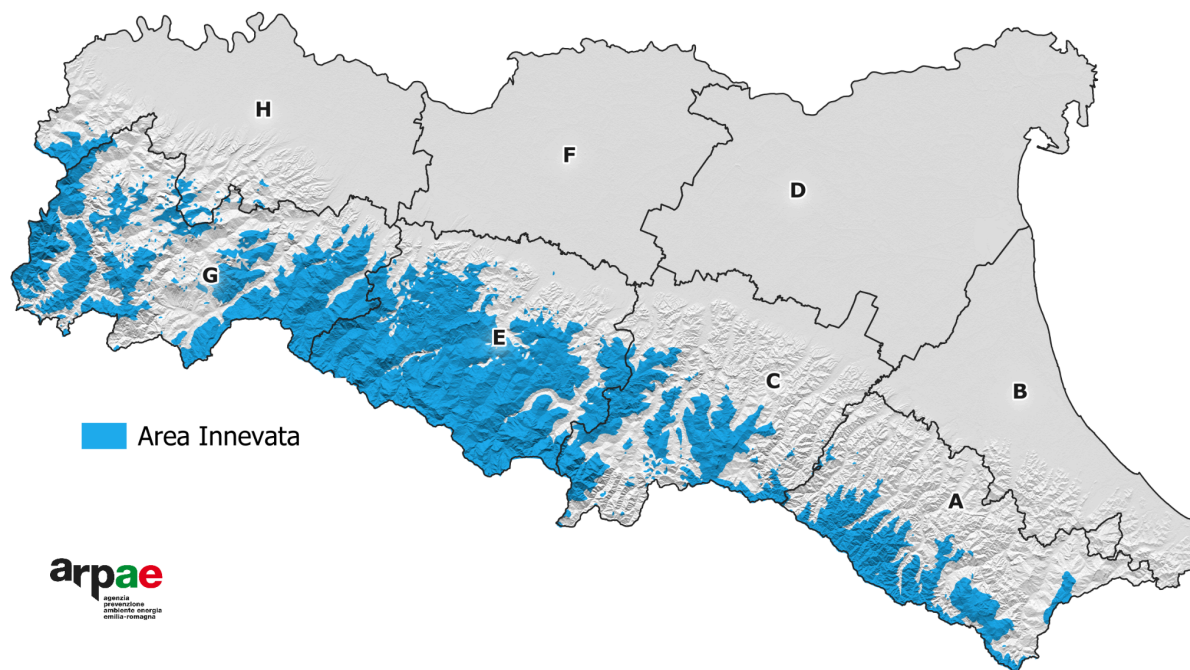 H
F
D
G
E
C
B
A
Area Innevata
arpae
agenzia
prevenzione
ambiente energia
emilia-romagna